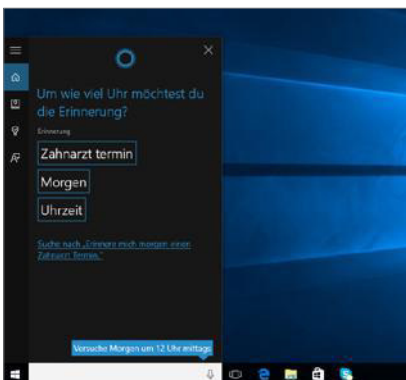 Um wie viel Uhr möchtest du
die Erinnerung?
Erinnerung
Zahnarzt termin
Morgen
Uhrzeit
Suche nach „Erinnere mich morgen einen
Zahnarzt Termin."
Versuche Morgen um 12 Uhr mittags